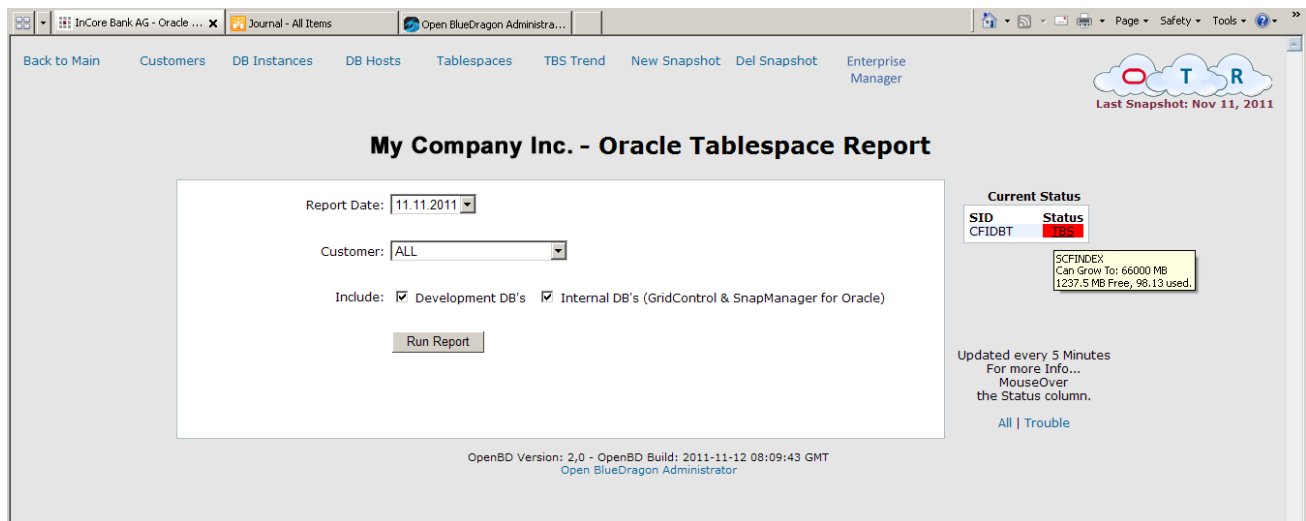 InCore Bank AG - Oracle ...
Journal - All Items
Open BlueDragon Administra...
Page
Safety
Tools
Back to Main
Customers
DB Instances
DB Hosts
Tablespaces
TBS Trend
New Snapshot
Del Snapshot
Enterprise
Manager
O T R
Last Snapshot: Nov 11, 2011
My Company Inc. - Oracle Tablespace Report
Report Date: 11.11.2011
Customer: ALL
Include: Development DB's Internal DB's (GridControl & SnapManager for Oracle)
Run Report
Current Status
SID Status
CFIDBT TBS
SCFINDEX
Can Grow To: 66000 MB
1237.5 MB Free, 98.13 used.
Updated every 5 Minutes
For more Info...
MouseOver
the Status column.
All | Trouble
OpenBD Version: 2,0 - OpenBD Build: 2011-11-12 08:09:43 GMT
Open BlueDragon Administrator